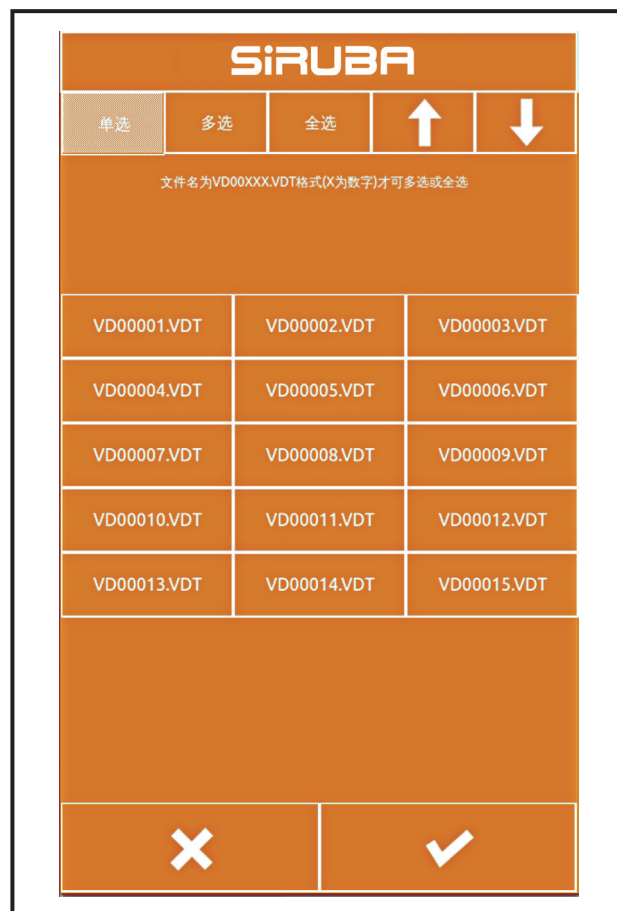 SiRUBA
单选 多选 全选
文件名为VD00XXX.VDT格式(X为数字)才可多选或全选
VD00001.VDT VD00002.VDT VD00003.VDT
VD00004.VDT VD00005.VDT VD00006.VDT
VD00007.VDT VD00008.VDT VD00009.VDT
VD00010.VDT VD00011.VDT VD00012.VDT
VD00013.VDT VD00014.VDT VD00015.VDT